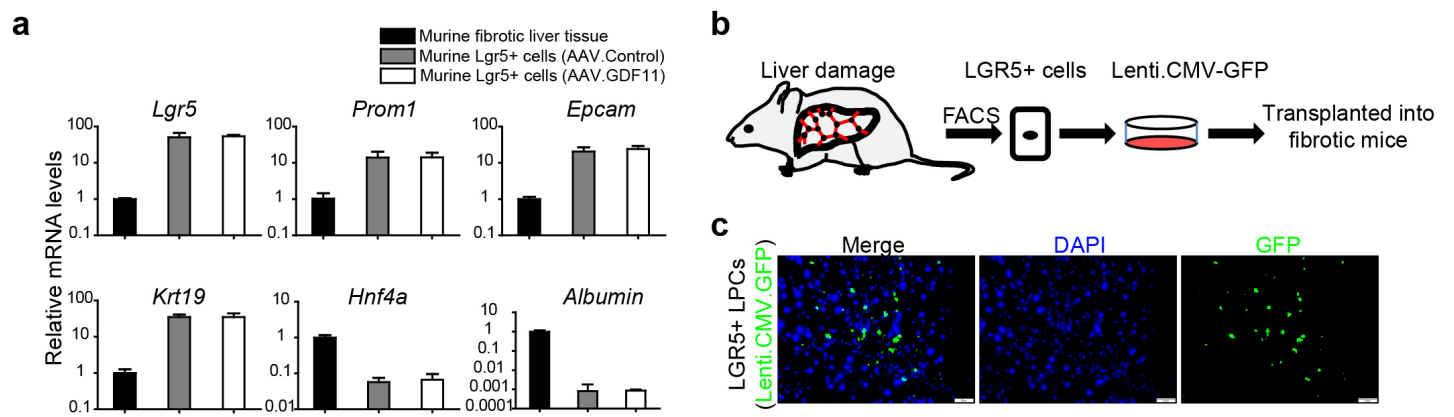 a
Murine fibrotic liver tissue
Murine Lgr5+ cells (AAV.Control)
Murine Lgr5+ cells (AAV.GDF11)
Relative mRNA levels
Lgr5
100
10
1
0.1
Prom1
100
10
1
0.1
Epcam
100
10
1
0.1
Krt19
100
10
1
0.1
Hnf4a
10
1
0.1
0.01
Albumin
10
1
0.1
0.1
0.001
0.0001
b
Liver damage
LGR5+ cells
Lenti.CMV-GFP
FACS
Transplanted into
fibrotic mice
c
LGR5+ LPCs
(Lenti.CMV.GFP)
Merge
DAPI
GFP